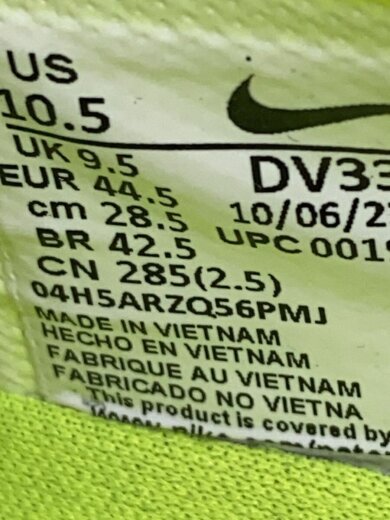 US
10.5
UK 9.5
EUR 44.5
cm 28.5
BR 42.5
CN 285(2.5)
04H5ARZQ56PMJ
DV33
10/06/2
UPC 001
MADE IN VIETNAM
HECHO EN VIETNAM
FABRIQUE AU VIETNAM
FABRICADO NO VIETNA
This product is covered by